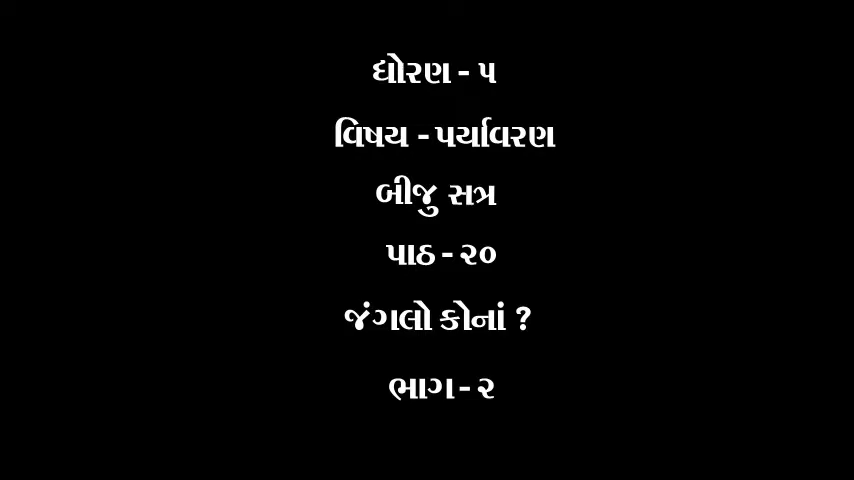 ધોરણ - ૫
વિષય - પર્યાવરણ
બીજુ સત્ર
પાઠ - ૨૦
જંગલો કોનાં ?
ભાગ - ૨